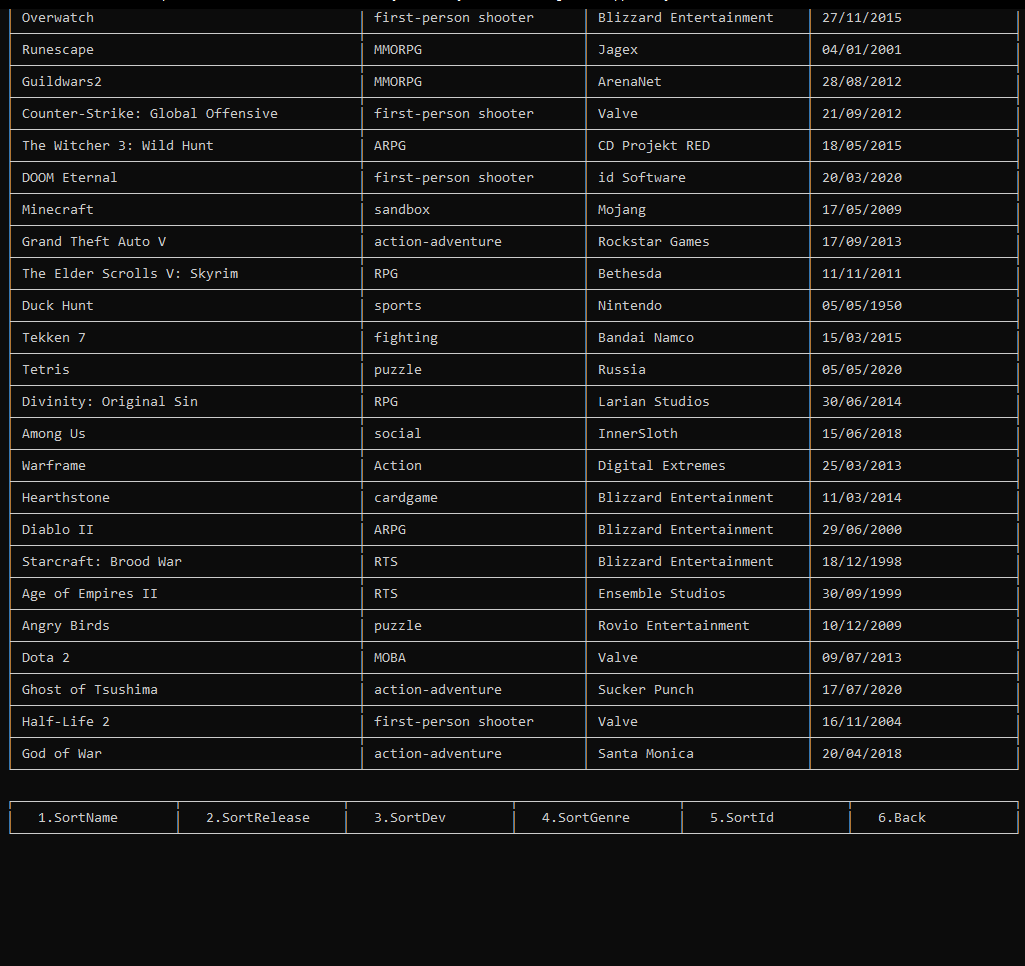 Overwatch first-person shooter Blizzard Entertainment 27/11/2015
Runescape MMORPG Jagex 04/01/2001
Guildwars2 MMORPG ArenaNet 28/08/2012
Counter-Strike: Global Offensive first-person shooter Valve 21/09/2012
The Witcher 3: Wild Hunt ARPG CD Projekt RED 18/05/2015
DOOM Eternal first-person shooter id Software 20/03/2020
Minecraft sandbox Mojang 17/05/2009
Grand Theft Auto V action-adventure Rockstar Games 17/09/2013
The Elder Scrolls V: Skyrim RPG Bethesda 11/11/2011
Duck Hunt sports Nintendo 05/05/1950
Tekken 7 fighting Bandai Namco 15/03/2015
Tetris puzzle Russia 05/05/2020
Divinity: Original Sin RPG Larian Studios 30/06/2014
Among Us social InnerSloth 15/06/2018
Warframe Action Digital Extremes 25/03/2013
Hearthstone cardgame Blizzard Entertainment 11/03/2014
Diablo II ARPG Blizzard Entertainment 29/06/2000
Starcraft: Brood War RTS Blizzard Entertainment 18/12/1998
Age of Empires II RTS Ensemble Studios 30/09/1999
Angry Birds puzzle Rovio Entertainment 10/12/2009
Dota 2 MOBA Valve 09/07/2013
Ghost of Tsushima action-adventure Sucker Punch 17/07/2020
Half-Life 2 first-person shooter Valve 16/11/2004
God of War action-adventure Santa Monica 20/04/2018
1.SortName 2.SortRelease 3.SortDev 4.SortGenre 5.SortId 6.Back